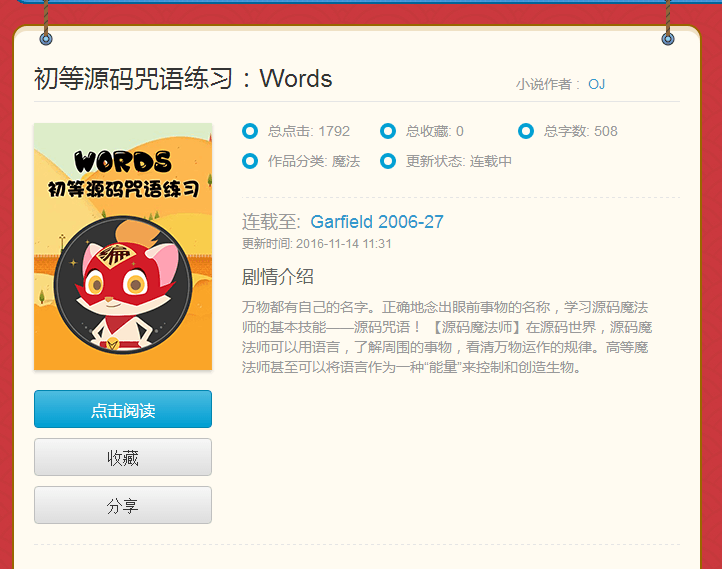 初等源码咒语练习：Words
小说作者： OJ
WORDS
初等源码咒语练习
总点击: 1792
总收藏: 0
总字数: 508
作品分类: 魔法
更新状态: 连载中
连载至: Garfield 2006-27
更新时间: 2016-11-14 11:31
剧情介绍
万物都有自己的名字。正确地念出眼前事物的名称，学习源码魔法
师的基本技能——源码咒语！ 【源码魔法师】在源码世界，源码魔
法师可以用语言，了解周围的事物，看清万物运作的规律。高等魔
法师甚至可以将语言作为一种“能量”来控制和创造生物。
点击阅读
收藏
分享